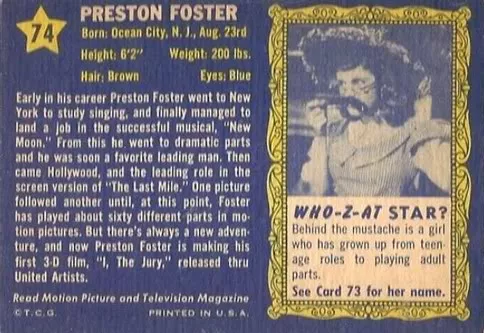 74
PRESTON FOSTER
Born: Ocean City, N. J., Aug. 23rd
Height: 6'2" Weight: 200 lbs.
Hair: Brown Eyes: Blue
Early in his career Preston Foster went to New
York to study singing, and finally managed to
land a job in the successful musical, "New
Moon." From this he went to dramatic parts
and he was soon a favorite leading man. Then
came Hollywood, and the leading role in the
screen version of "The Last Mile." One picture
followed another until, at this point, Foster
has played about sixty different parts in mo-
tion pictures. But there's always a new adven-
ture, and now Preston Foster is making his
first 3-D film, "I, The Jury," released thru
United Artists.
Read Motion Picture and Television Magazine
© T. C. G. PRINTED IN U. S. A.
WHO-Z-AT STAR?
Behind the mustache is a girl
who has grown up from teen-
age roles to playing adult
parts.
See Card 73 for her name.